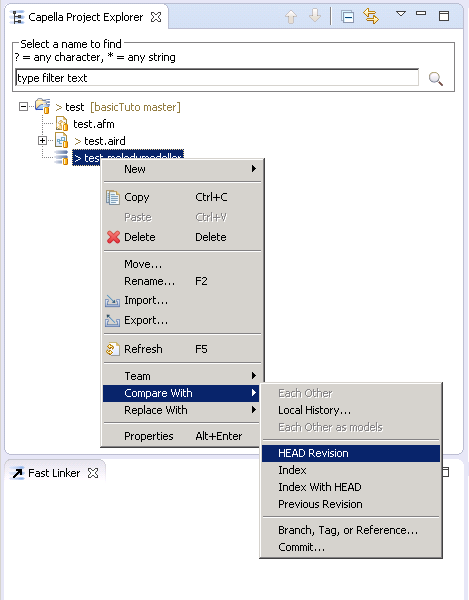 Capella Project Explorer
Select a name to find
? = any character, * = any string
type filter text
> test [basicTuto master]
test.afm
> test.aird
> test.melodymodeller
New
Copy Ctrl+C
Paste Ctrl+V
Delete Delete
Move...
Rename... F2
Import...
Export...
Refresh F5
Team
Compare With
Replace With
Properties Alt+Enter
Each Other
Local History...
Each Other as models
HEAD Revision
Index
Index With HEAD
Previous Revision
Branch, Tag, or Reference...
Commit...
Fast Linker